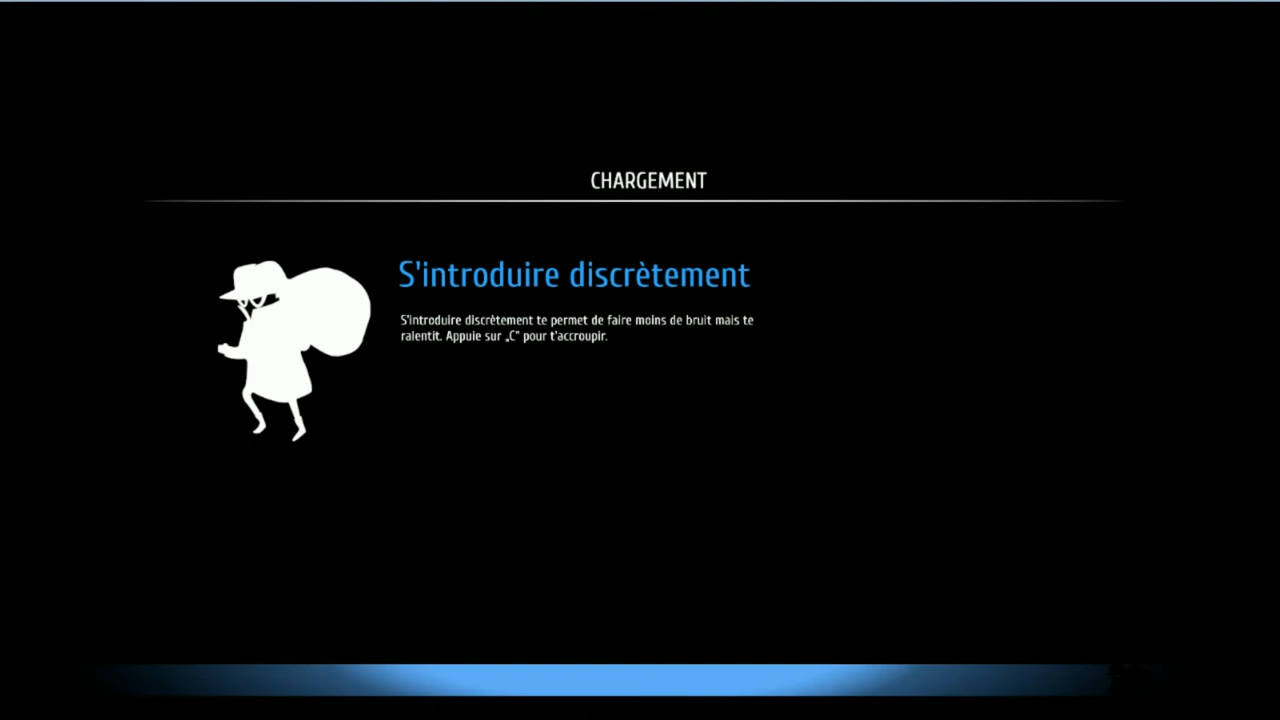 CHARGEMENT
S'introduire discrètement
S'introduire discrètement te permet de faire moins de bruit mais te
ralentit. Appuie sur „C” pour t'accroupir.